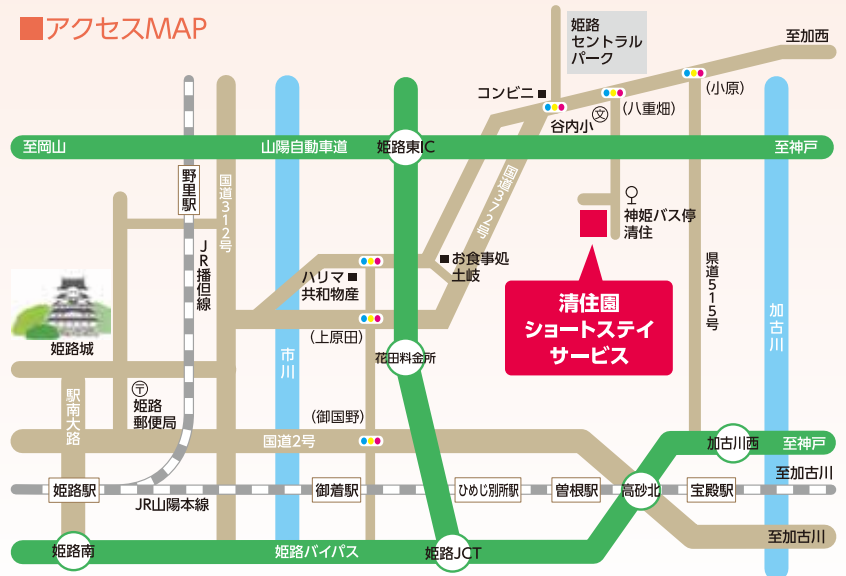 アクセスMAP
姫路
セントラル
パーク
至加西
コンビニ
(小原)
(八重畑)
文
谷内小
至岡山
山陽自動車道
姫路東IC
至神戸
野里駅
国道312号
国道372号
神姫バス停
清住
JR播但線
お食事処
土岐
ハリマ
共和物産
県道515号
清住園
ショートステイ
サービス
加古川
(上原田)
市川
花田料金所
姫路城
〒
姫路
郵便局
駅南大路
(御国野)
国道2号
加古川西
至神戸
至加古川
姫路駅
JR山陽本線
御着駅
ひめじ別所駅
曽根駅
高砂北
宝殿駅
至加古川
姫路南
姫路バイパス
姫路JCT